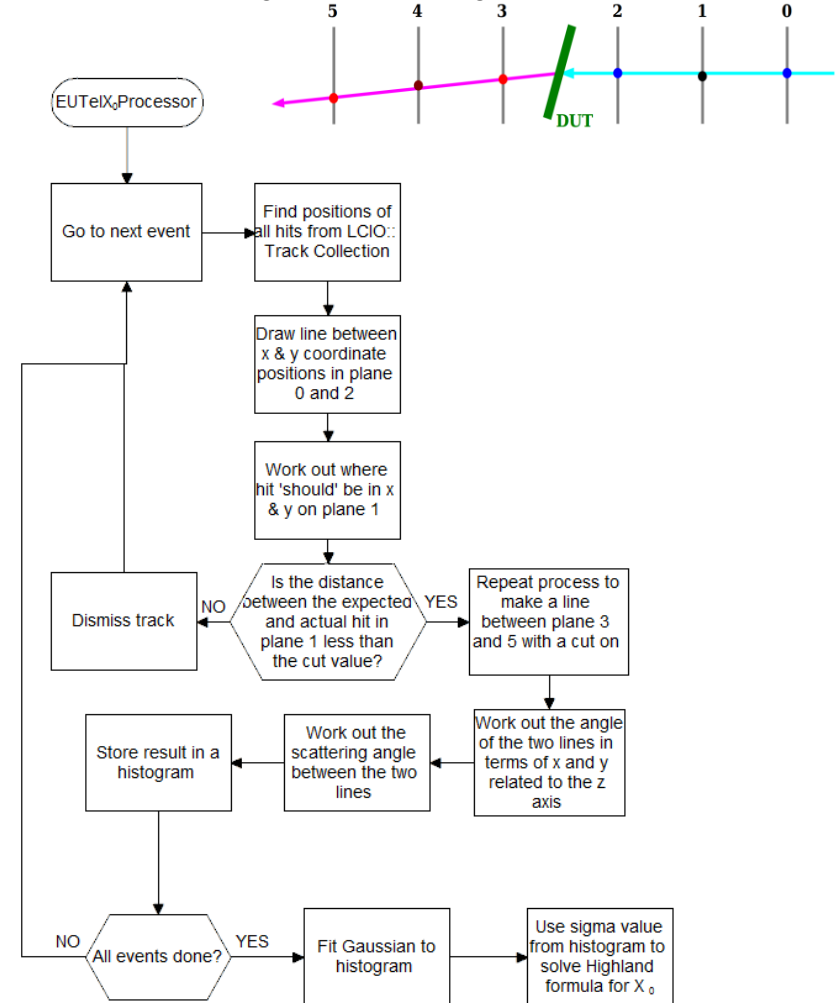 5 4 3 2 1 0
DUT
EUTelX₀Processor
Go to next event
Find positions of
all hits from LCIO::
Track Collection
Draw line between
x & y coordinate
positions in plane
0 and 2
Work out where
hit 'should' be in x
& y on plane 1
Is the distance
between the expected
and actual hit in
plane 1 less than
the cut value?
NO
YES
Dismiss track
Repeat process to
make a line
between plane 3
and 5 with a cut on
Work out the angle
of the two lines in
terms of x and y
related to the z
axis
Work out the
scattering angle
between the two
lines
Store result in a
histogram
All events done?
NO
YES
Fit Gaussian to
histogram
Use sigma value
from histogram to
solve Highland
formula for X ₀